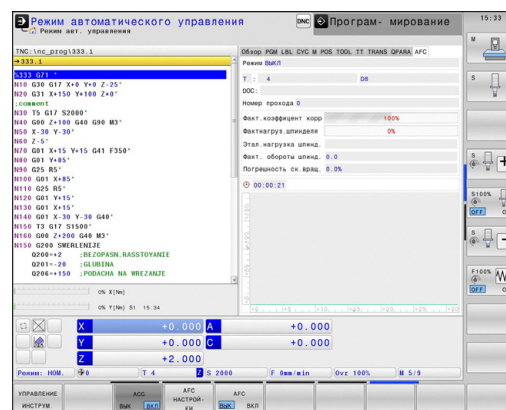 Режим автоматического управления
Режим авт. управления
DNC
Програм- мирование
15:33
TNC:\nc_prog\333.i
→333.i
%333 G71 *
N10 G30 G17 X+0 Y+0 Z-25*
N20 G31 X+150 Y+100 Z+0*
;comment
N30 T5 G17 S2000*
N40 G00 Z+100 G40 G90 M3*
N50 X-30 Y-30*
N60 Z-5*
N70 G01 X+15 Y+15 G41 F350*
N80 G01 Y+85*
N90 G25 R5*
N100 G01 X+85*
N110 G25 R5*
N120 G01 Y+15*
N130 G01 X+15*
N140 G01 X-30 Y-30 G40*
N150 T3 G17 S1500*
N160 G00 Z+200 G40 M3*
N150 G200 SWERLENIJE
Q200=+2 ;BEZOPASN.RASSTOYANIE
Q201=-20 ;GLUBINA
Q206=+150 ;PODACHA NA WREZANJE
0% X[Nm]
0% Y[Nm] S1 15:34
Обзор PGM LBL CYC M POS TOOL TT TRANS QPARA AFC
Режим ВЫКЛ
T : 4 D8
DOC:
Номер прохода 0
Факт.коэффицент корр 100%
Фактнагруз.шпинделя 0%
Этал.нагрузка шпинд.
Факт. обороты шпинд. 0.0
Погрешность ск.вращ. 0.0%
00:00:21
X +0.000 A +0.000
Y +0.000 C +0.000
Z +2.000
Режим: НОМ. 0 T 4 Z S 2000 F 0mm/min Ovr 100% M 5/9
M
S
S
S100%
OFF
S
F100% W
OFF
УПРАВЛЕНИЕ
ИНСТРУМ.
ACC
ВЫК ВКЛ
AFC
НАСТРОЙ-
КИ
AFC
ВЫК ВКЛ